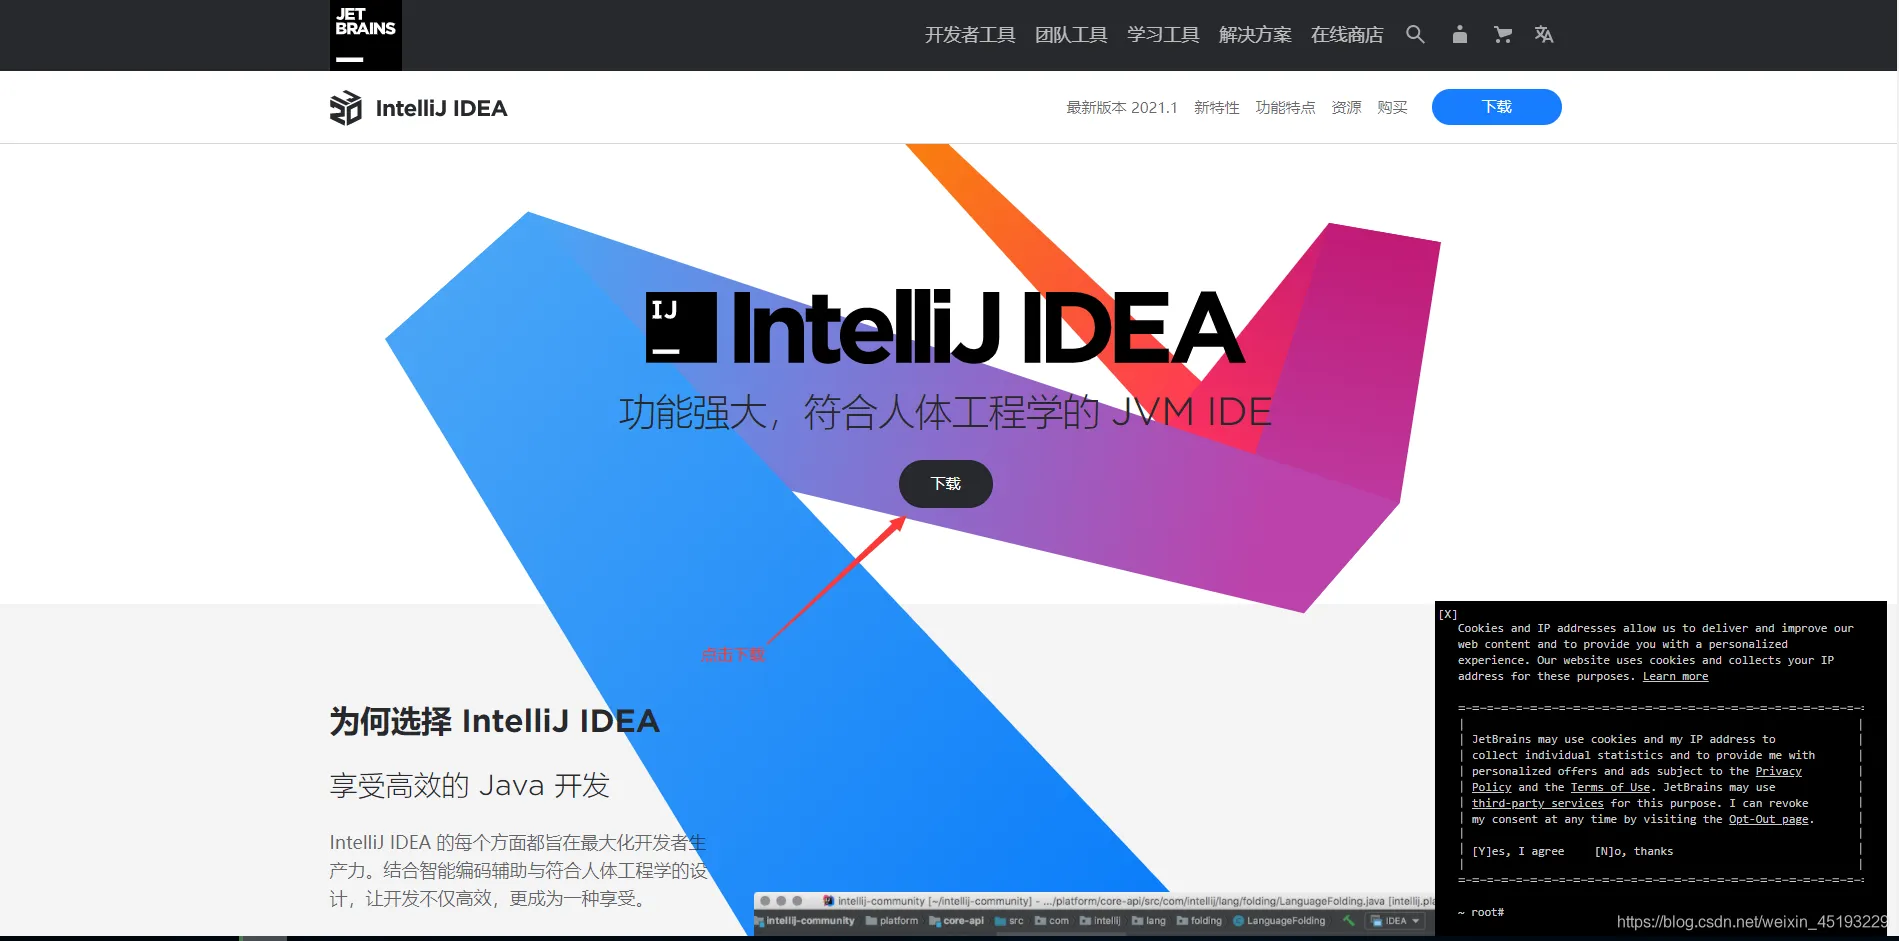 JET
BRAINS
开发者工具 团队工具 学习工具 解决方案 在线商店
IntelliJ IDEA
最新版本 2021.1 新特性 功能特点 资源 购买 下载
IJ
IntelliJ IDEA
功能强大，符合人体工程学的 JVM IDE
下载
点击下载
为何选择 IntelliJ IDEA
享受高效的 Java 开发
IntelliJ IDEA 的每个方面都旨在最大化开发者生
产力。结合智能编码辅助与符合人体工程学的设
计，让开发不仅高效，更成为一种享受。
intellij-community [~/intellij-community] - .../platform/core-api/src/com/intellij/lang/folding/LanguageFolding.java [intellij.pla
intellij-community platform core-api src com intellij lang folding LanguageFolding IDEA
[X]
Cookies and IP addresses allow us to deliver and improve our
web content and to provide you with a personalized
experience. Our website uses cookies and collects your IP
address for these purposes. Learn more
JetBrains may use cookies and my IP address to
collect individual statistics and to provide me with
personalized offers and ads subject to the Privacy
Policy and the Terms of Use. JetBrains may use
third-party services for this purpose. I can revoke
my consent at any time by visiting the Opt-Out page.
[Y]es, I agree [N]o, thanks
~ root#
https://blog.csdn.net/weixin_45193229